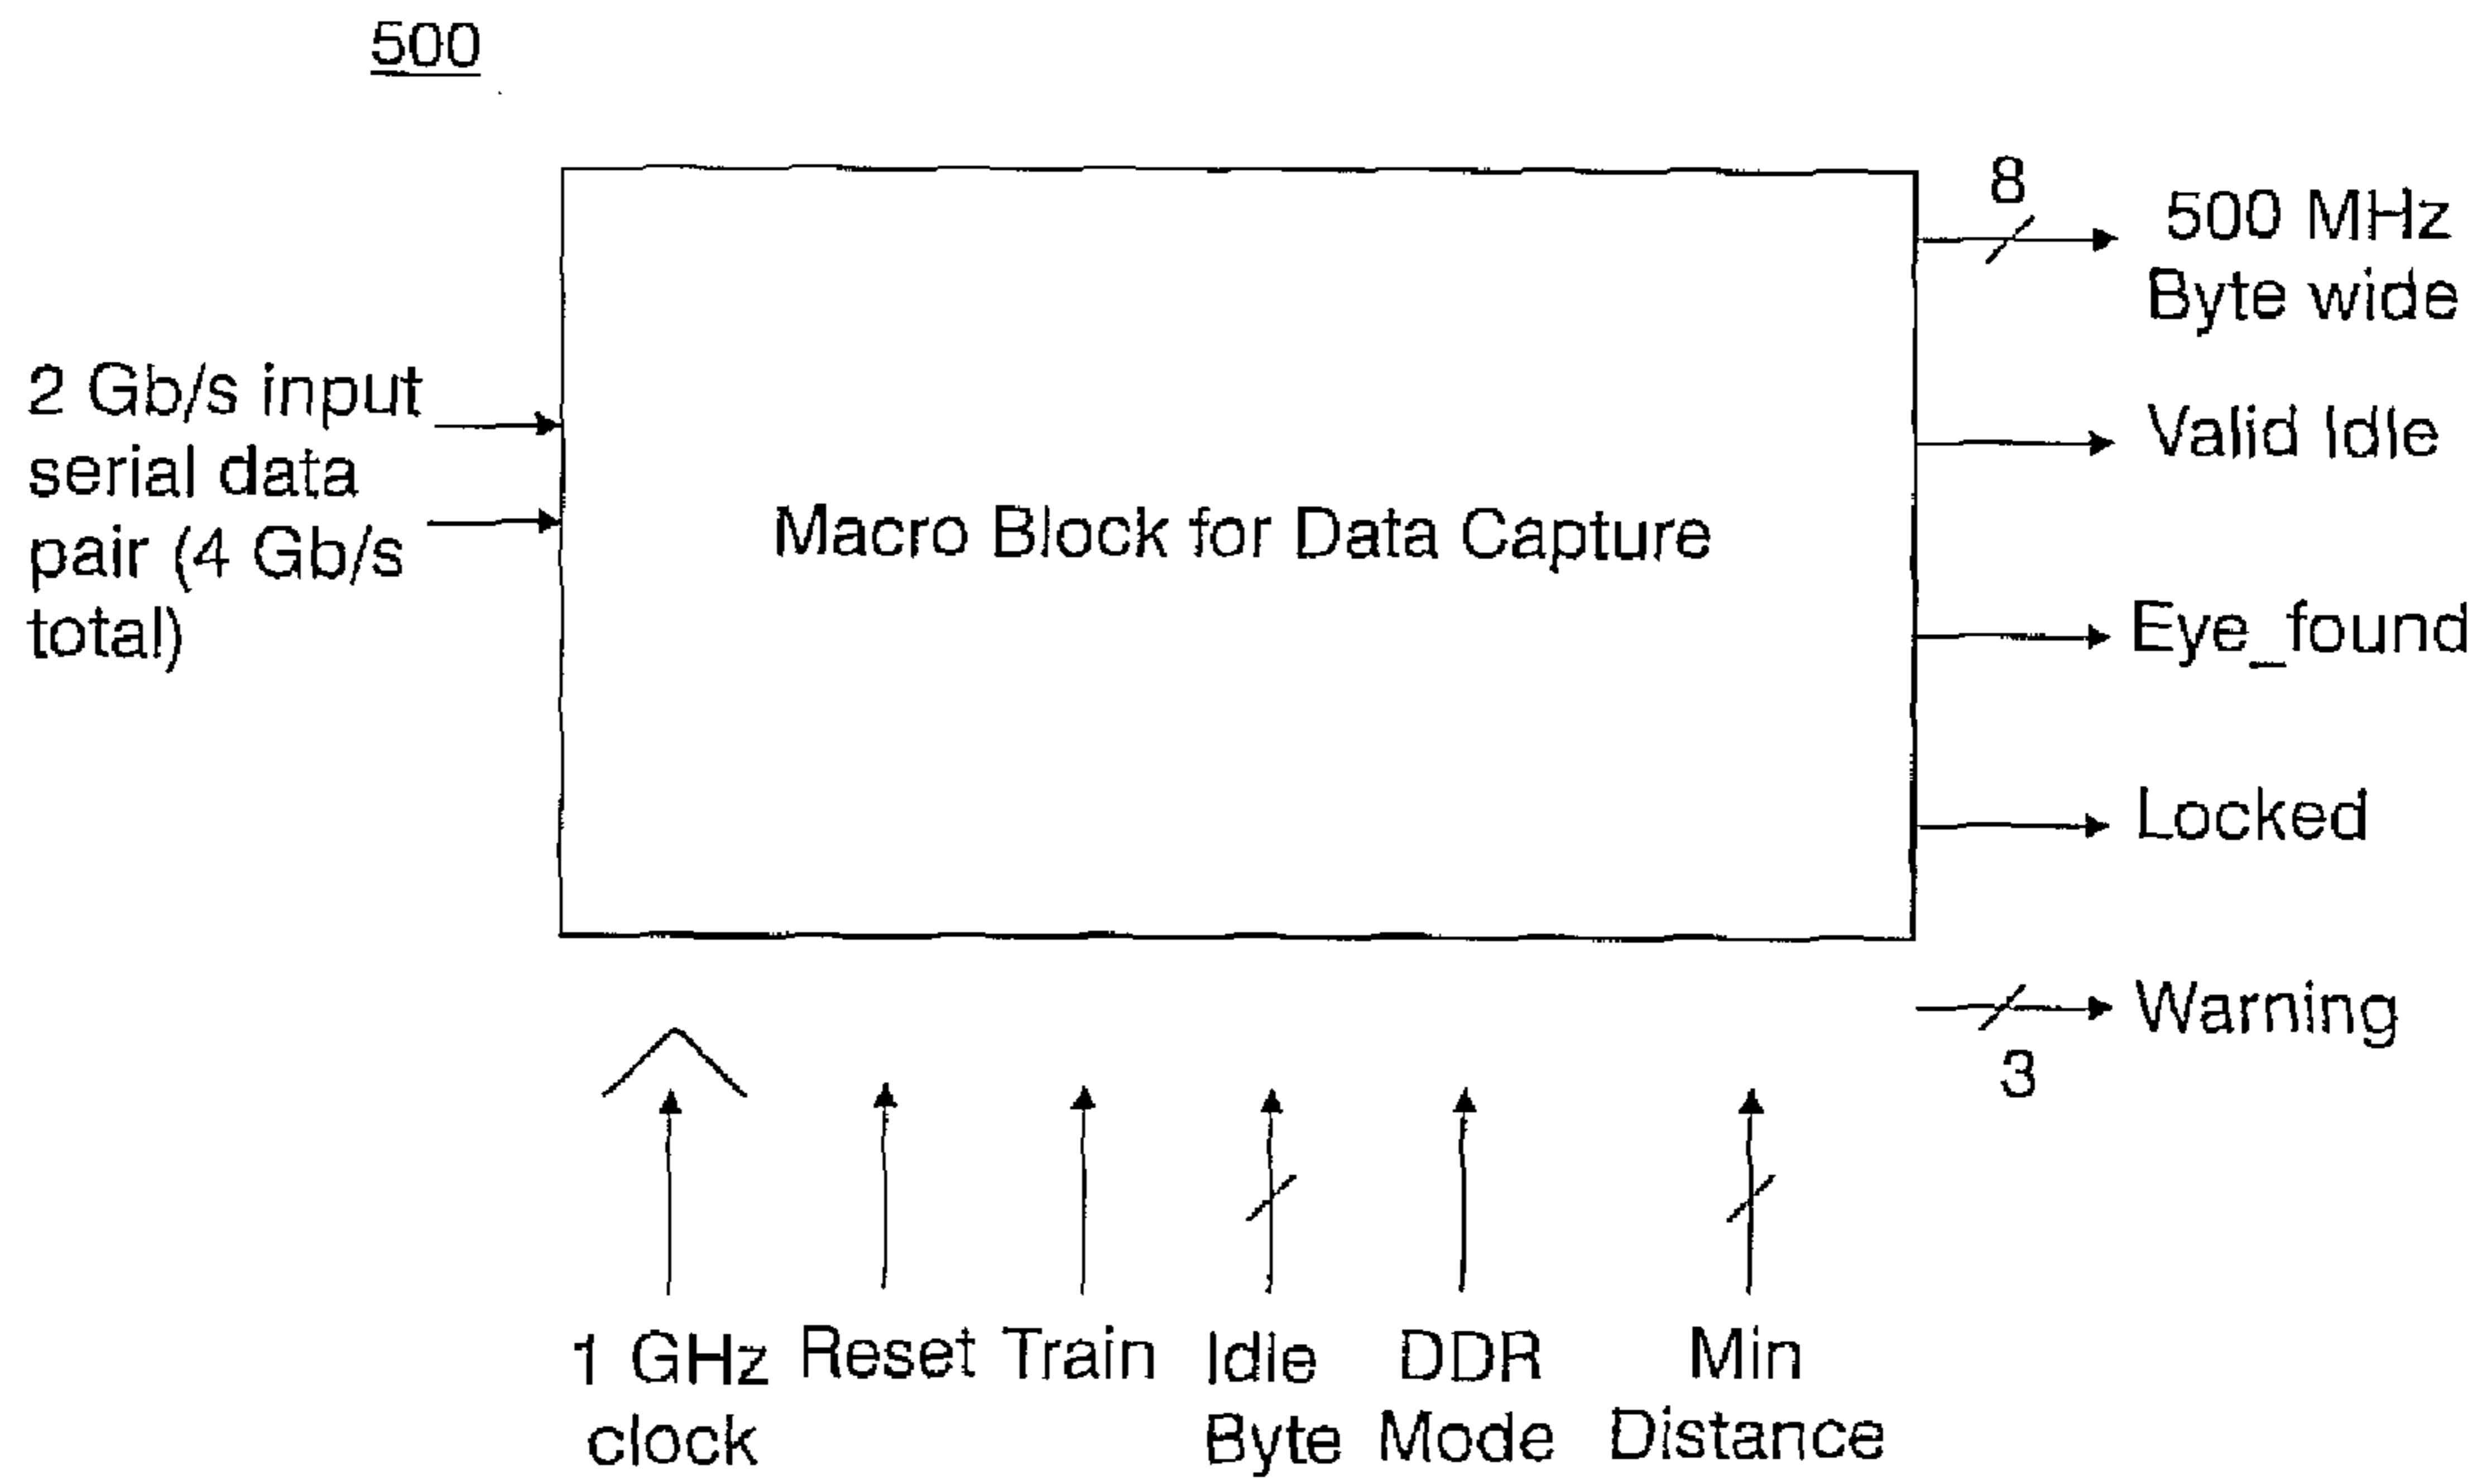 500
8
500 MHz
Byte wide
2 Gb/s input
serial data
pair (4 Gb/s
total)
Macro Block for Data Capture
Valid Idle
Eye_found
Locked
Warning
3
1 GHz
clock
Reset
Train
Idle
Byte
DDR
Mode
Min
Distance